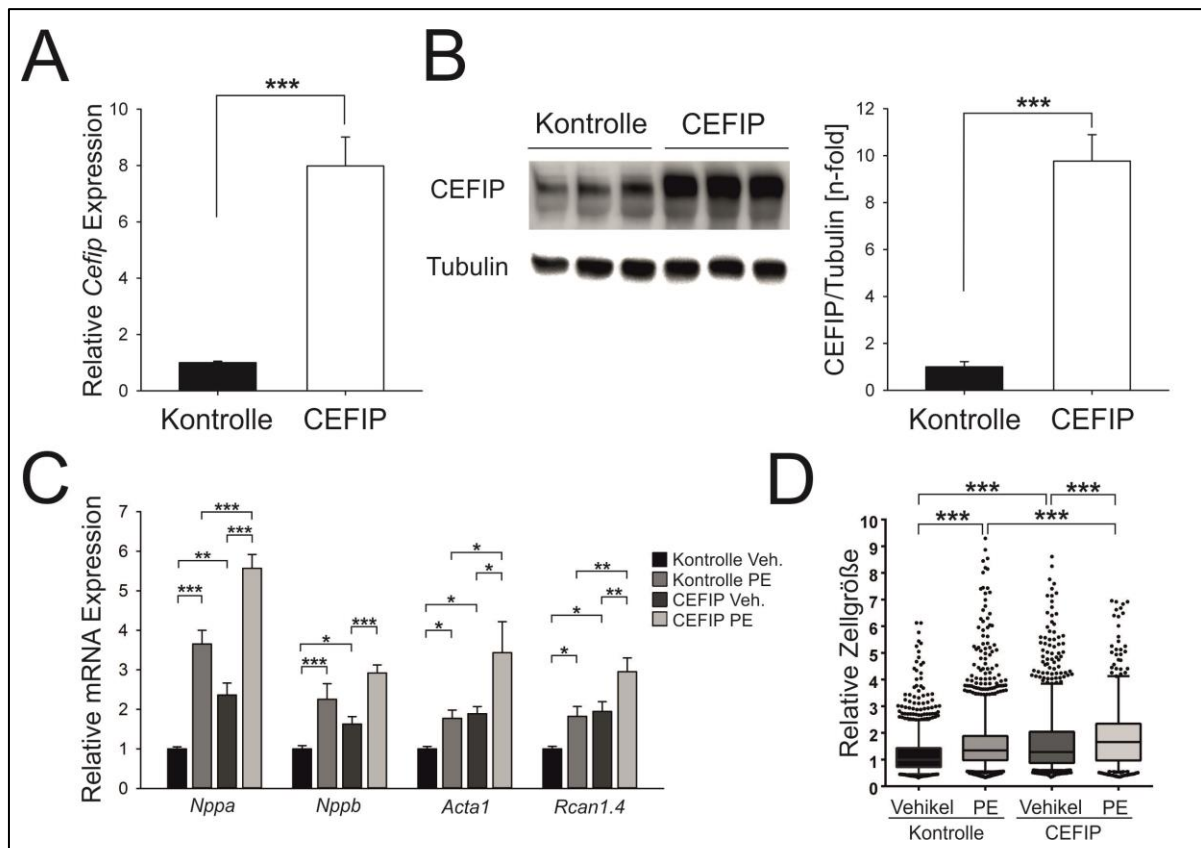 A
Relative Cefip Expression
10
8
6
4
2
0
***
Kontrolle CEFIP
B
Kontrolle CEFIP
CEFIP
Tubulin
CEFIP/Tubulin [n-fold]
12
10
8
6
4
2
0
***
Kontrolle CEFIP
C
Relative mRNA Expression
7
6
5
4
3
2
1
0
***
***
**
***
***
*
***
*
*
*
*
**
**
*
*
Kontrolle Veh.
Kontrolle PE
CEFIP Veh.
CEFIP PE
Nppa Nppb Acta1 Rcan1.4
D
Relative Zellgröße
10
9
8
7
6
5
4
3
2
1
0
*** ***
*** ***
Vehikel PE Vehikel PE
Kontrolle CEFIP